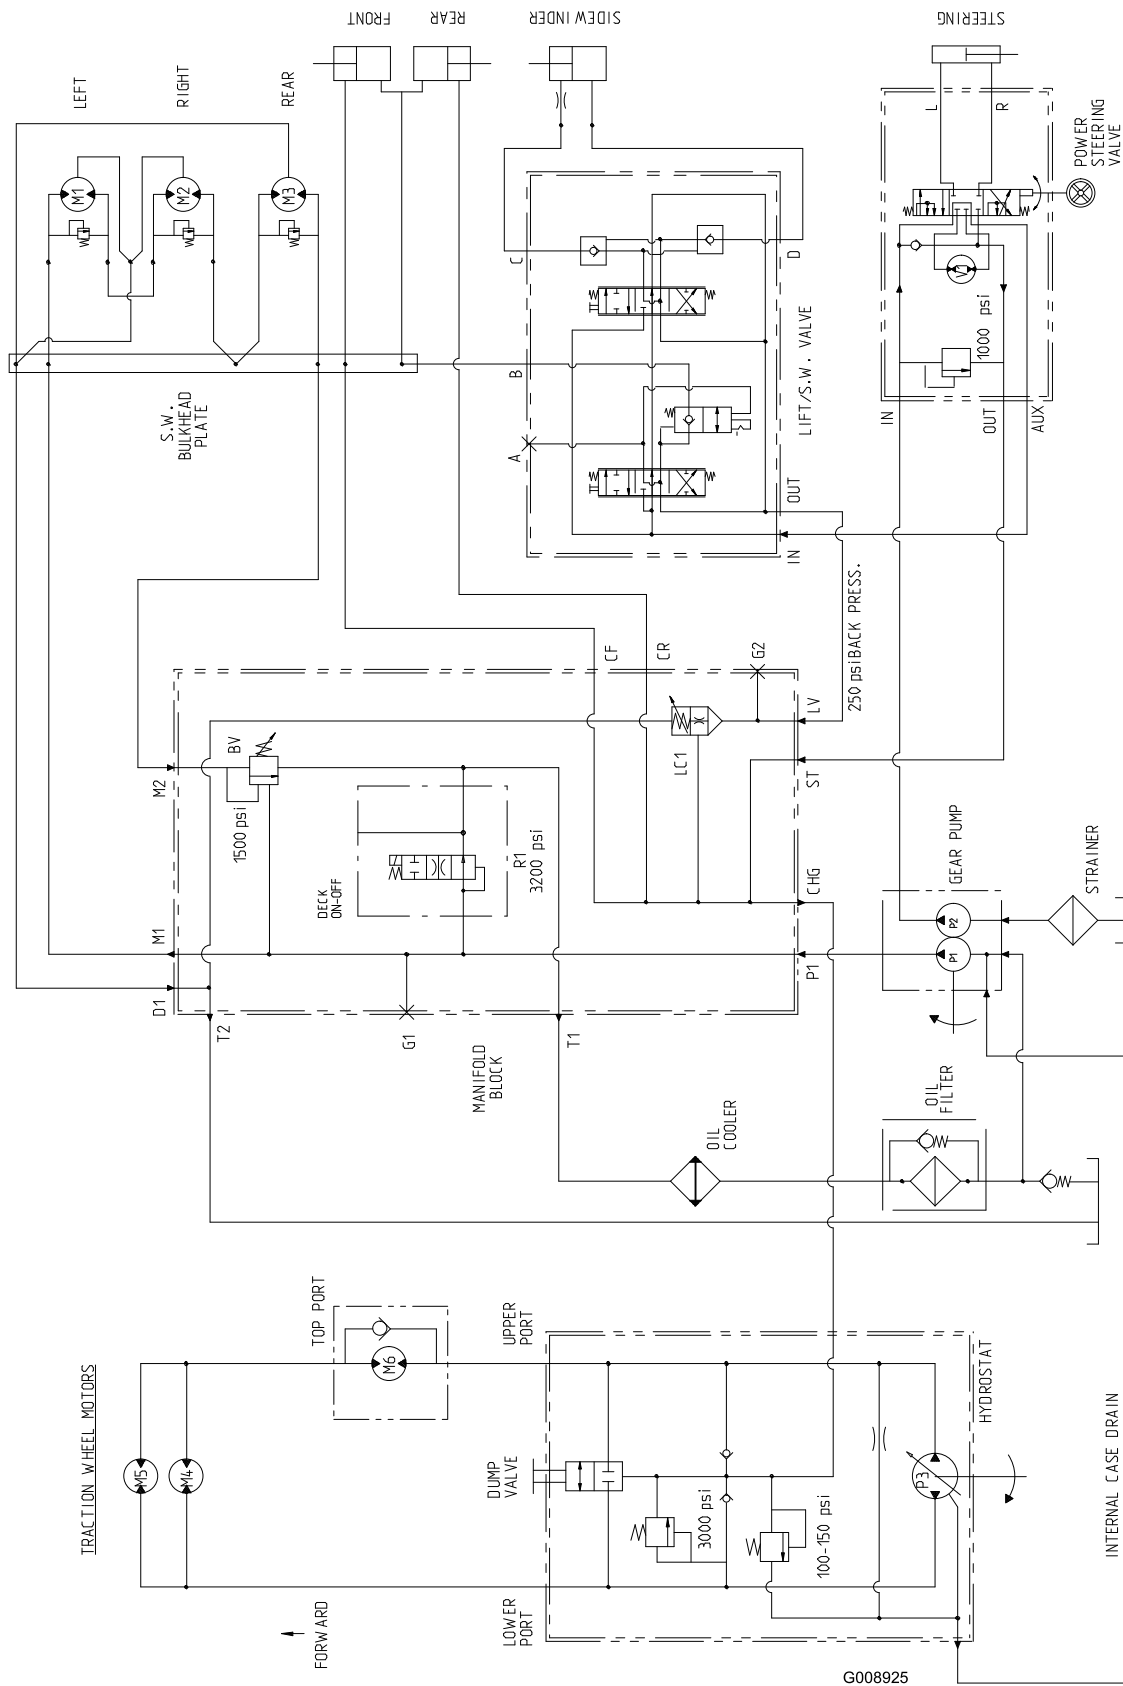 FRONT
REAR
SIDEWINDER
STEERING
LEFT
RIGHT
REAR
M1
M2
M3
L
R
POWER
STEERING
VALVE
C
D
V1
1000 psi
S.W.
BULKHEAD
PLATE
B
A
LIFT/S.W. VALVE
IN
OUT
AUX
OUT
IN
250 psi BACK PRESS.
CF
CR
G2
LV
M2
BV
1500 psi
LC1
ST
DECK
ON-OFF
R1
3200 psi
CHG
GEAR PUMP
STRAINER
M1
P2
P1
P1
D1
T2
G1
T1
MANIFOLD
BLOCK
OIL
COOLER
OIL
FILTER
TRACTION WHEEL MOTORS
TOP PORT
M6
UPPER
PORT
HYDROSTAT
M5
M4
DUMP
VALVE
3000 psi
100-150 psi
P3
INTERNAL CASE DRAIN
FORWARD
LOWER
PORT
G008925